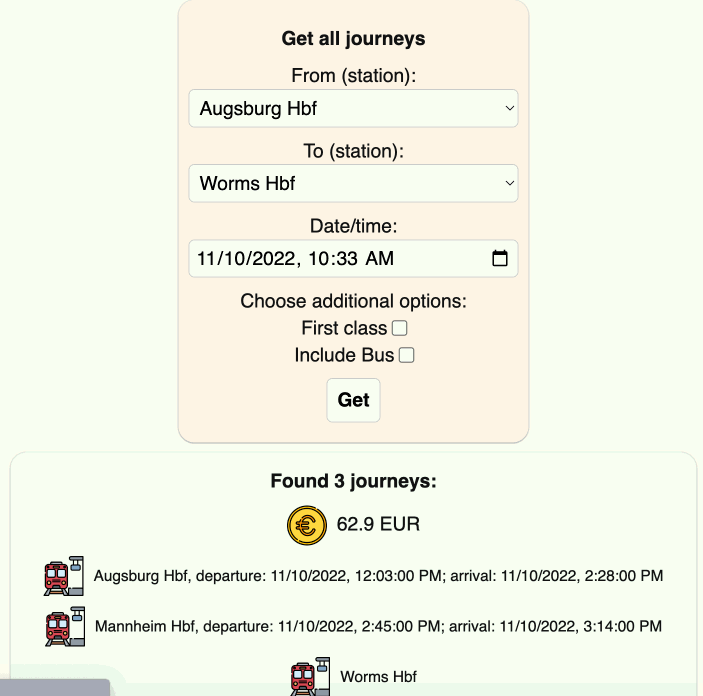 Get all journeys
From (station):
Augsburg Hbf
To (station):
Worms Hbf
Date/time:
11/10/2022, 10:33 AM
Choose additional options:
First class
Include Bus
Get
Found 3 journeys:
€ 62.9 EUR
Augsburg Hbf, departure: 11/10/2022, 12:03:00 PM; arrival: 11/10/2022, 2:28:00 PM
Mannheim Hbf, departure: 11/10/2022, 2:45:00 PM; arrival: 11/10/2022, 3:14:00 PM
Worms Hbf